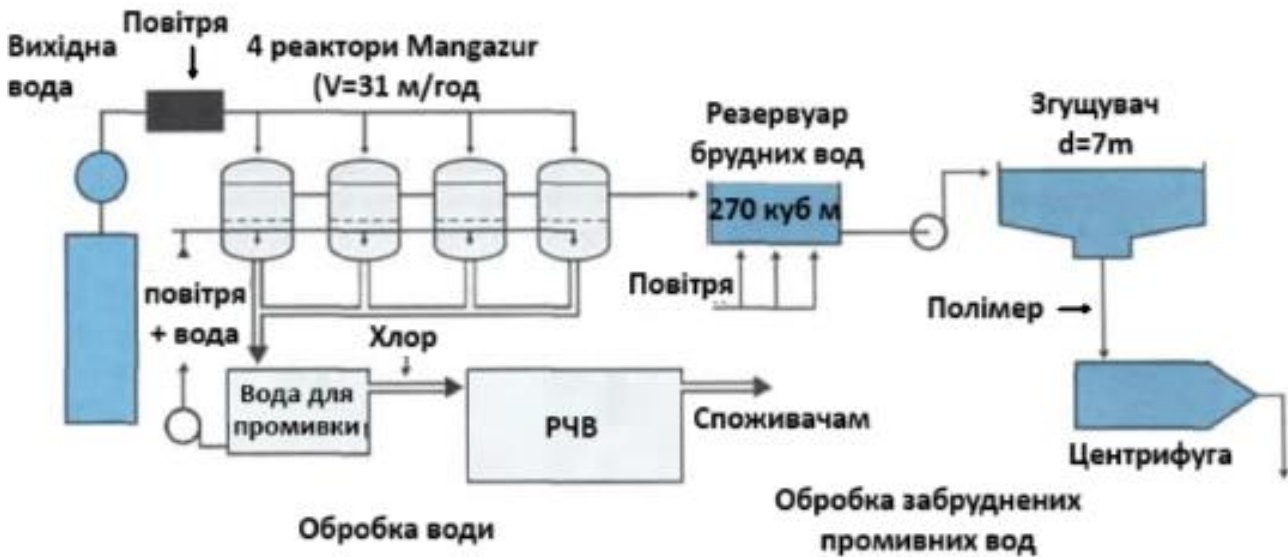 Повітря
Вихідна
вода
4 реактори Mangazur
(V=31 м/год
Резервуар
брудних вод
270 куб м
Згущувач
d=7m
повітря
+ вода
Повітря
Полімер
Хлор
Вода для
промивки
РЧВ
Споживачам
Центрифуга
Обробка води
Обробка забруднених
промивних вод